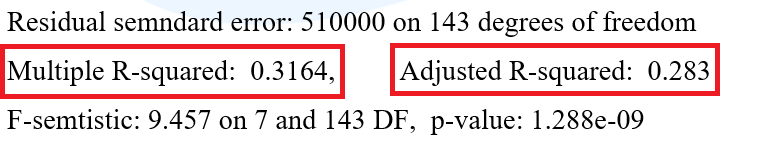 Residual semndard error: 510000 on 143 degrees of freedom
Multiple R-squared: 0.3164, Adjusted R-squared: 0.283
F-semtistic: 9.457 on 7 and 143 DF, p-value: 1.288e-09